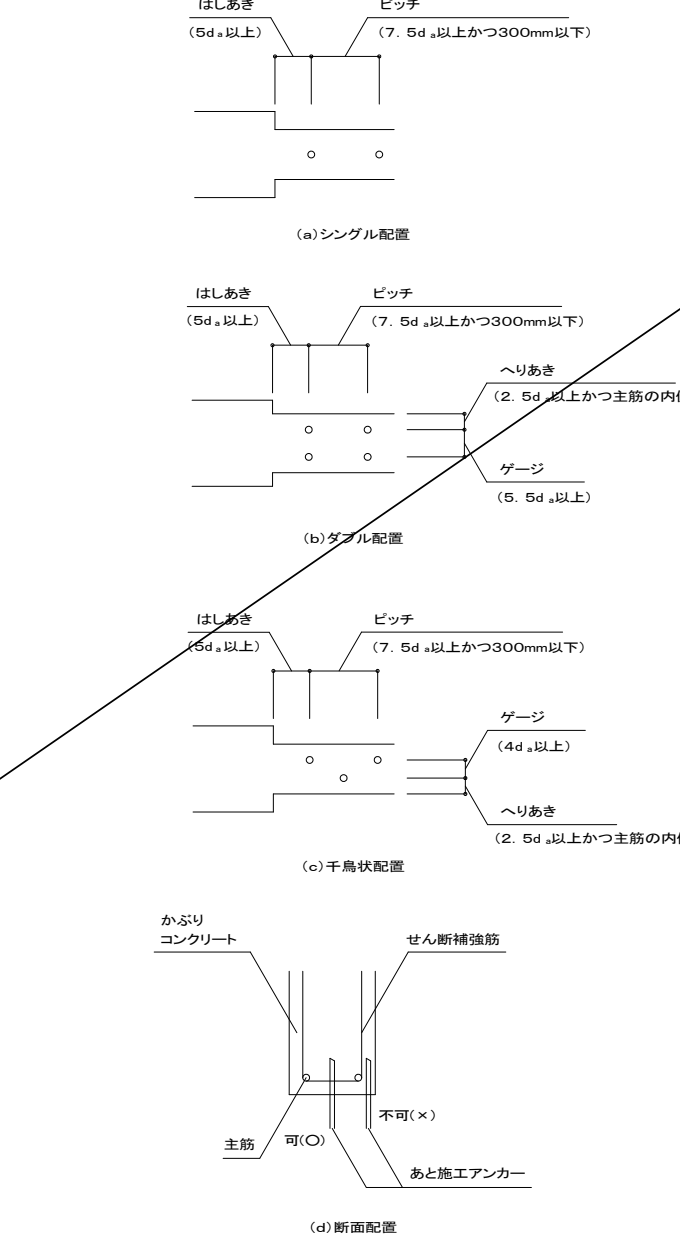 はしあき
ピッチ
(5da以上)
(7.5da以上かつ300mm以下)
(a)シングル配置
はしあき
ピッチ
(5da以上)
(7.5da以上かつ300mm以下)
へりあき
(2.5da以上かつ主筋の内
ゲージ
(5.5da以上)
(b)ダブル配置
はしあき
ピッチ
(5da以上)
(7.5da以上かつ300mm以下)
ゲージ
(4da以上)
へりあき
(2.5da以上かつ主筋の内
(c)千鳥状配置
かぶり
コンクリート
せん断補強筋
不可(×)
主筋
可(○)
あと施工アンカー
(d)断面配置